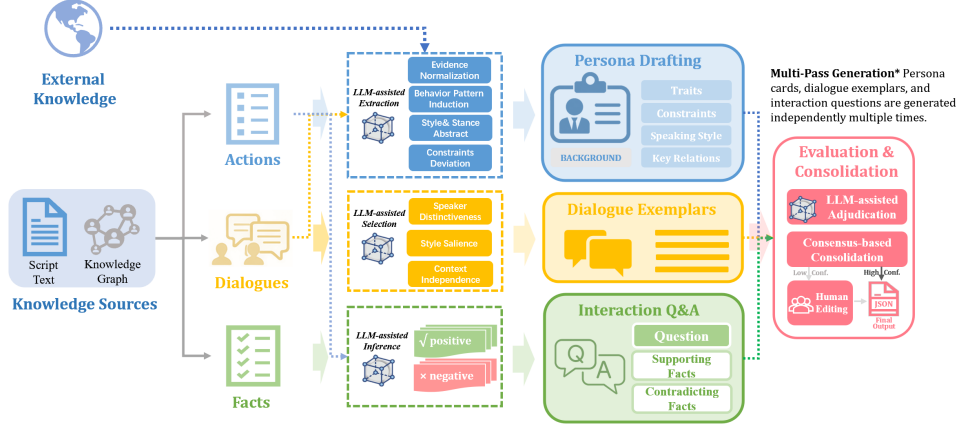 External
Knowledge
Script
Text
Knowledge
Graph
Knowledge Sources
Actions
Dialogues
Facts
LLM-assisted
Extraction
Evidence
Normalization
Behavior Pattern
Induction
Style& Stance
Abstract
Constraints
Deviation
LLM-assisted
Selection
Speaker
Distinctiveness
Style Salience
Context
Independence
LLM-assisted
Inference
√ positive
× negative
Persona Drafting
BACKGROUND
Traits
Constraints
Speaking Style
Key Relations
Dialogue Exemplars
Interaction Q&A
Q
A
Question
Supporting
Facts
Contradicting
Facts
Multi-Pass Generation* Persona
cards, dialogue exemplars, and
interaction questions are generated
independently multiple times.
Evaluation &
Consolidation
LLM-assisted
Adjudication
Consensus-based
Consolidation
Low Conf.
High Conf.
Human
Editing
JSON
Final
Output